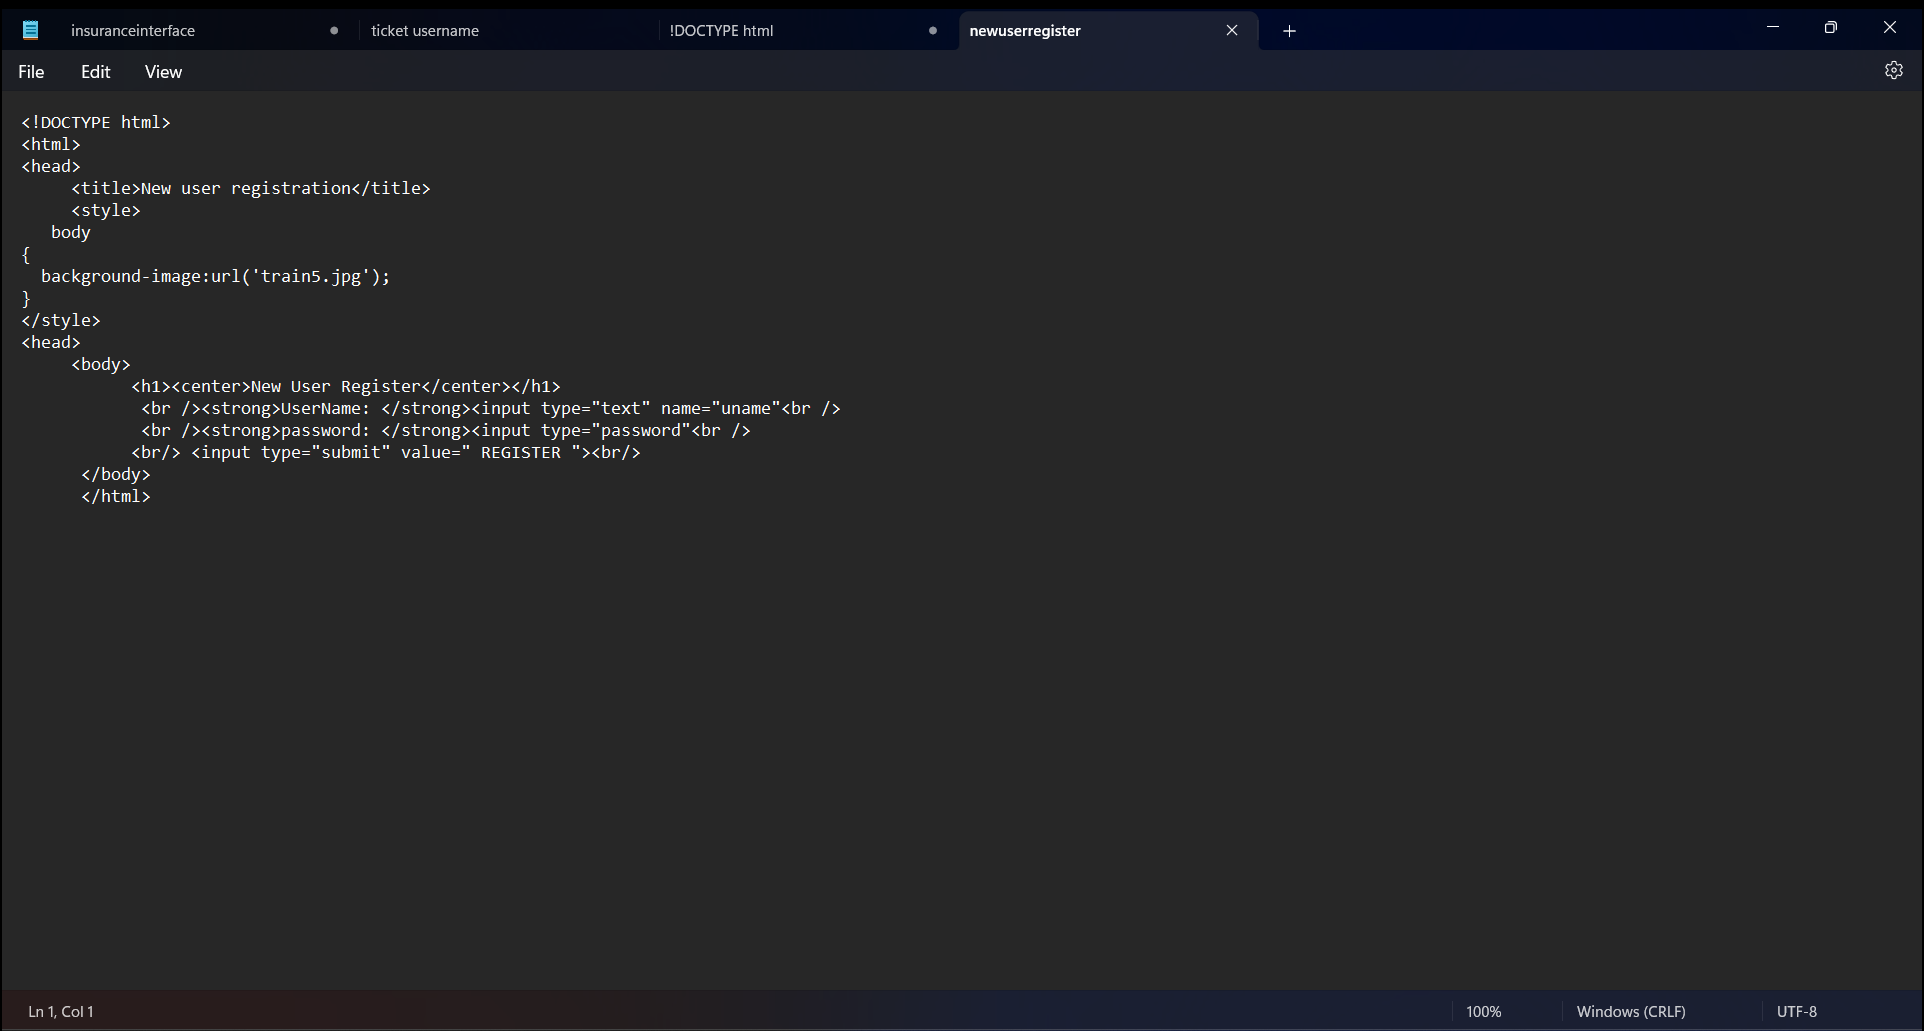 insuranceinterface ticket username !DOCTYPE html newuserregister
File Edit View
<!DOCTYPE html>
<html>
<head>
     <title>New user registration</title>
     <style>
   body
{
  background-image:url('train5.jpg');
}
</style>
<head>
     <body>
           <h1><center>New User Register</center></h1>
            <br /><strong>UserName: </strong><input type="text" name="uname"<br />
            <br /><strong>password: </strong><input type="password"<br />
           <br/> <input type="submit" value=" REGISTER "><br/>
      </body>
      </html>
Ln 1, Col 1 100% Windows (CRLF) UTF-8